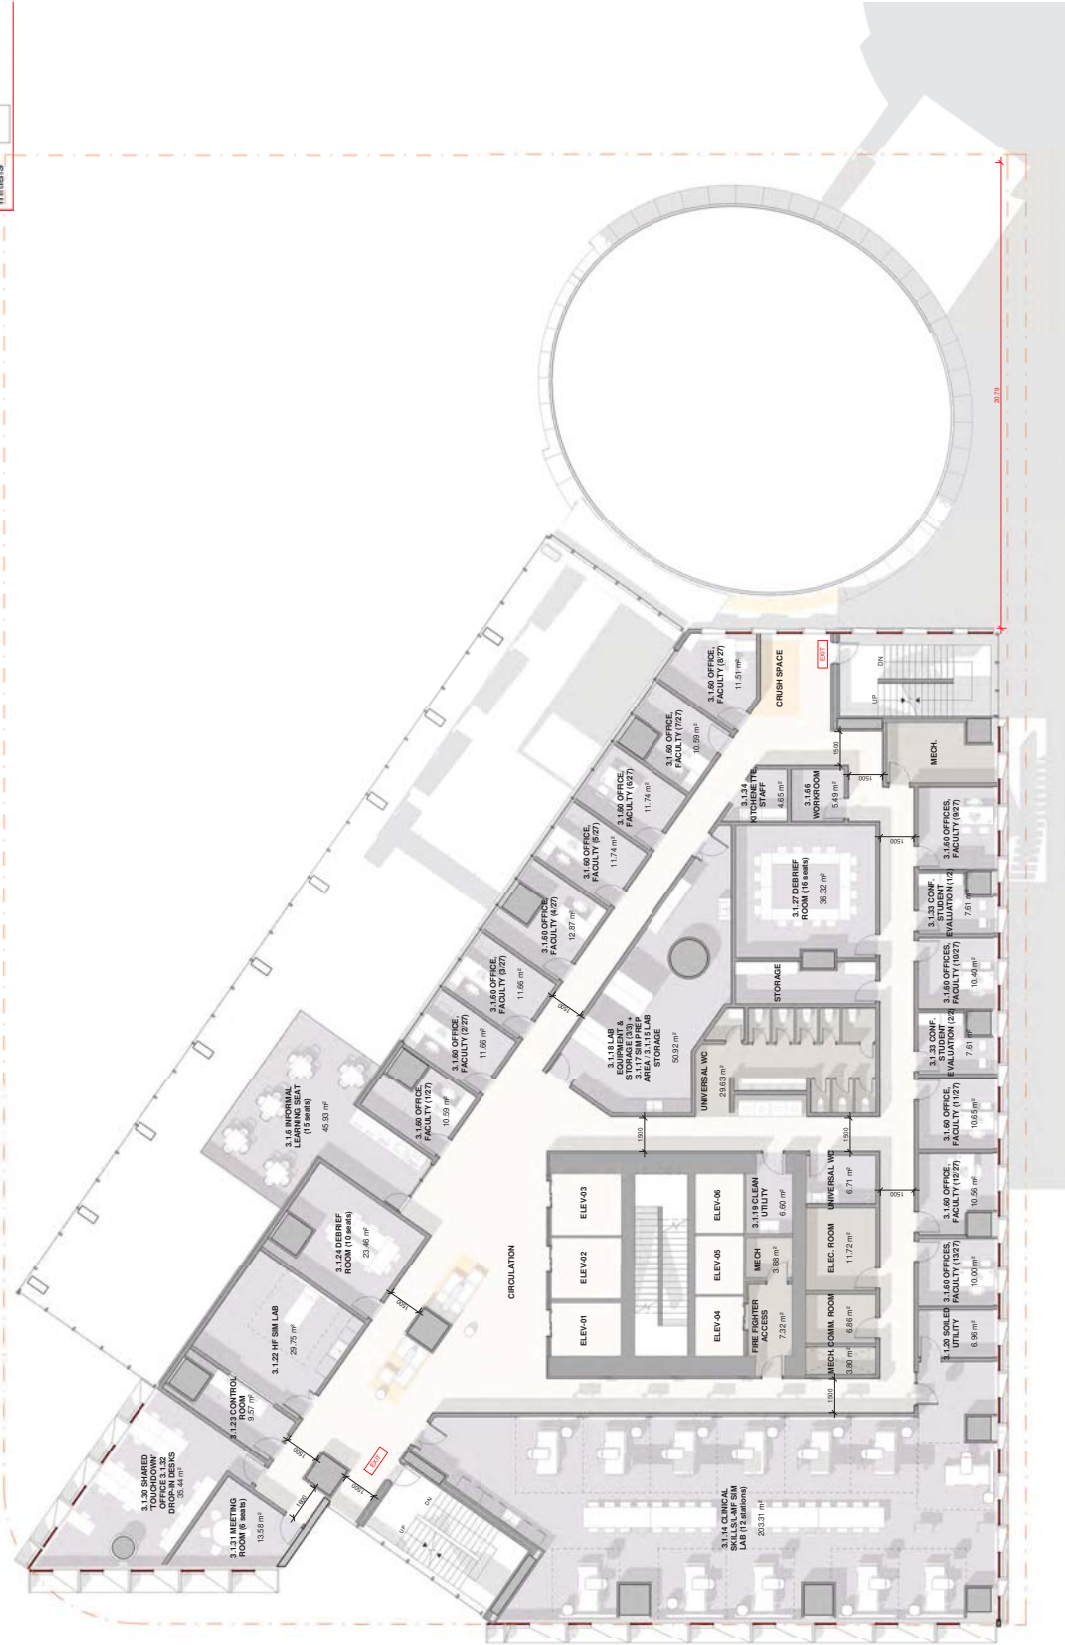 Initials
20.79
3.1.60 OFFICE,
FACULTY (8/27)
11.51 m²
CRUSH SPACE
EXIT
DN
UP
3.1.60 OFFICE,
FACULTY (7/27)
10.59 m²
1500
MECH.
3.1.60 OFFICE,
FACULTY (6/27)
11.74 m²
3.1.34
KITCHENETTE,
STAFF
4.65 m²
3.1.66
WORKROOM
5.49 m²
1500
3.1.60 OFFICE,
FACULTY (5/27)
11.74 m²
1500
3.1.60 OFFICES,
FACULTY (9/27)
3.1.60 OFFICE,
FACULTY (4/27)
12.87 m²
3.1.27 DEBRIEF
ROOM (16 seats)
36.32 m²
3.1.33 CONF.
STUDENT
EVALUATION (1/2)
7.61 m²
3.1.60 OFFICE,
FACULTY (3/27)
11.66 m²
STORAGE
3.1.60 OFFICES,
FACULTY (10/27)
10.40 m²
1500
3.1.60 OFFICE,
FACULTY (2/27)
11.66 m²
3.1.18 LAB
EQUIPMENT &
STORAGE (3/3) +
3.1.17 SIM PREP
AREA / 3.1.15 LAB
STORAGE
50.92 m²
3.1.33 CONF.
STUDENT
EVALUATION (2/2)
7.61 m²
3.1.60 OFFICE,
FACULTY (1/27)
10.59 m²
UNIVERSAL WC
29.63 m²
3.1.60 OFFICE,
FACULTY (11/27)
10.65 m²
3.1.6 INFORMAL
LEARNING SEAT
(15 seats)
45.93 m²
1500
1500
3.1.24 DEBRIEF
ROOM (10 seats)
23.46 m²
ELEV-03
ELEV-06
3.1.19 CLEAN
UTILITY
6.60 m²
UNIVERSAL WC
6.71 m²
1500
3.1.60 OFFICE,
FACULTY (12/27)
10.56 m²
CIRCULATION
ELEV-02
ELEV-05
MECH
3.66 m²
ELEC. ROOM
11.72 m²
3.1.60 OFFICES,
FACULTY (13/27)
10.00 m²
1500
3.1.22 HF SIM LAB
29.75 m²
ELEV-01
ELEV-04
FIRE FIGHTER
ACCESS
7.32 m²
COMM. ROOM
6.86 m²
3.1.20 SOILED
UTILITY
6.96 m²
MECH.
3.80 m²
3.1.23 CONTROL
ROOM
9.57 m²
1500
1500
EXIT
1500
1500
3.1.30 SHARED
'TOUCHDOWN'
OFFICE 3.1.32
DROP-IN DESKS
35.44 m²
3.1.31 MEETING
ROOM (6 seats)
13.58 m²
DN
UP
3.1.14 CLINICAL
SKILLS/L-MF SIM
LAB (12 stations)
203.31 m²